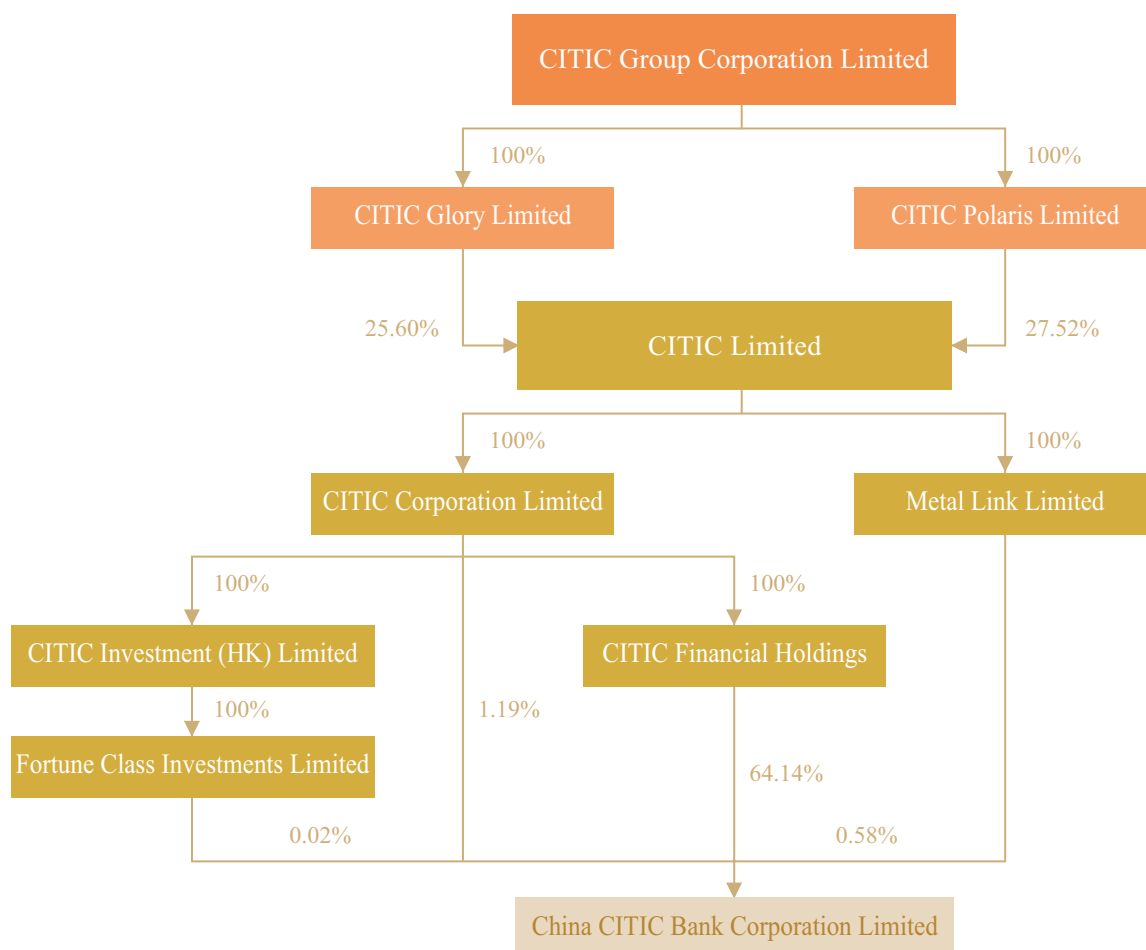 CITIC Group Corporation Limited
100%
100%
CITIC Glory Limited
CITIC Polaris Limited
25.60%
CITIC Limited
27.52%
100%
100%
CITIC Corporation Limited
Metal Link Limited
100%
100%
CITIC Investment (HK) Limited
CITIC Financial Holdings
100%
1.19%
Fortune Class Investments Limited
64.14%
0.02%
0.58%
China CITIC Bank Corporation Limited